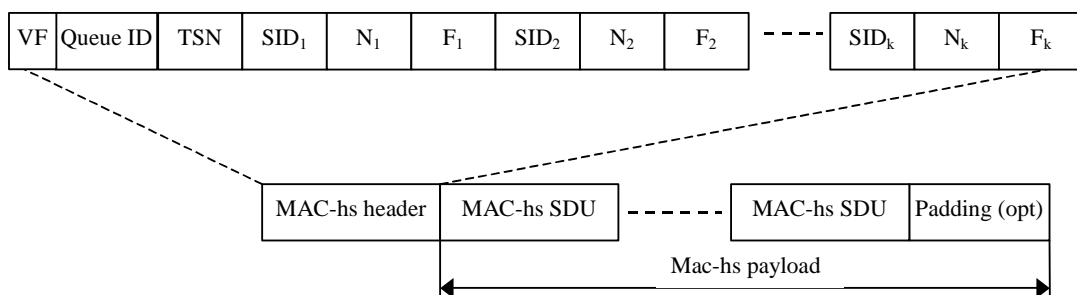 VF Queue ID TSN SID₁ N₁ F₁ SID₂ N₂ F₂ SIDₖ Nₖ Fₖ
MAC-hs header MAC-hs SDU MAC-hs SDU Padding (opt)
Mac-hs payload